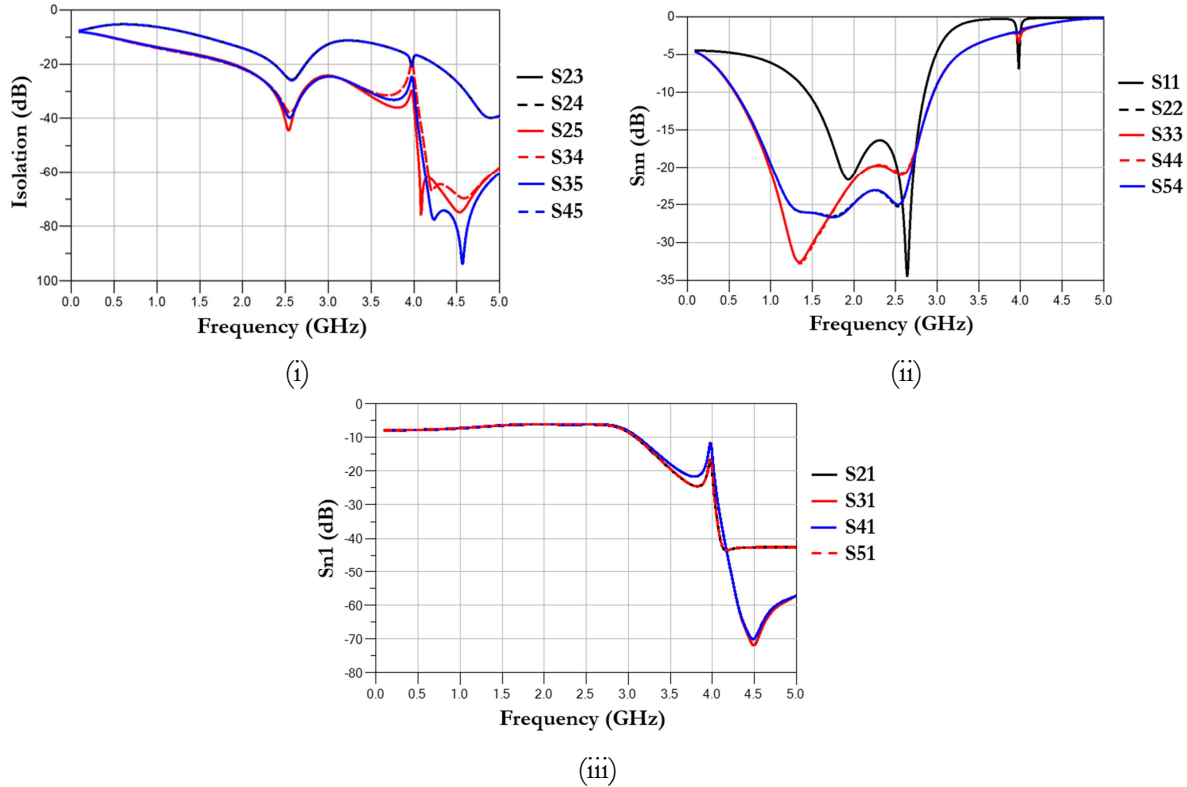 0
-20
-40
-60
-80
100
Isolation (dB)
0.0 0.5 1.0 1.5 2.0 2.5 3.0 3.5 4.0 4.5 5.0
Frequency (GHz)
S23
S24
S25
S34
S35
S45
(i)
0
-5
-10
-15
-20
-25
-30
-35
Snn (dB)
0.0 0.5 1.0 1.5 2.0 2.5 3.0 3.5 4.0 4.5 5.0
Frequency (GHz)
S11
S22
S33
S44
S54
(ii)
0
-10
-20
-30
-40
-50
-60
-70
-80
Sn1 (dB)
0.0 0.5 1.0 1.5 2.0 2.5 3.0 3.5 4.0 4.5 5.0
Frequency (GHz)
S21
S31
S41
S51
(iii)